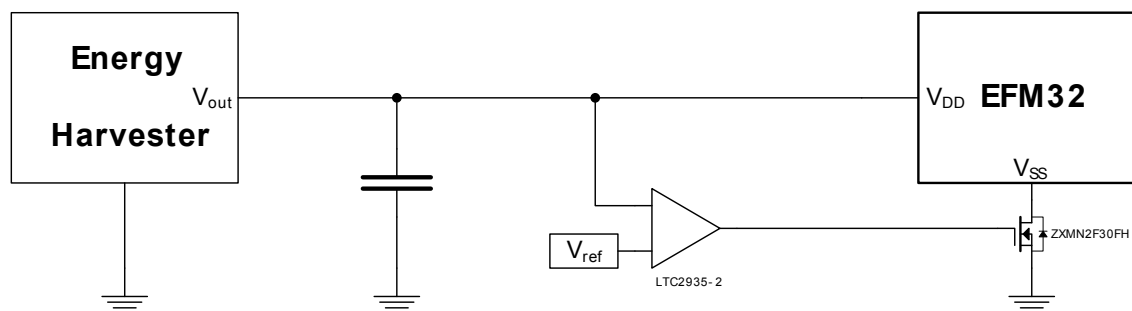 Energy
Harvester
Vout
VDD
EFM32
VSS
ZXMN2F30FH
Vref
LTC2935-2